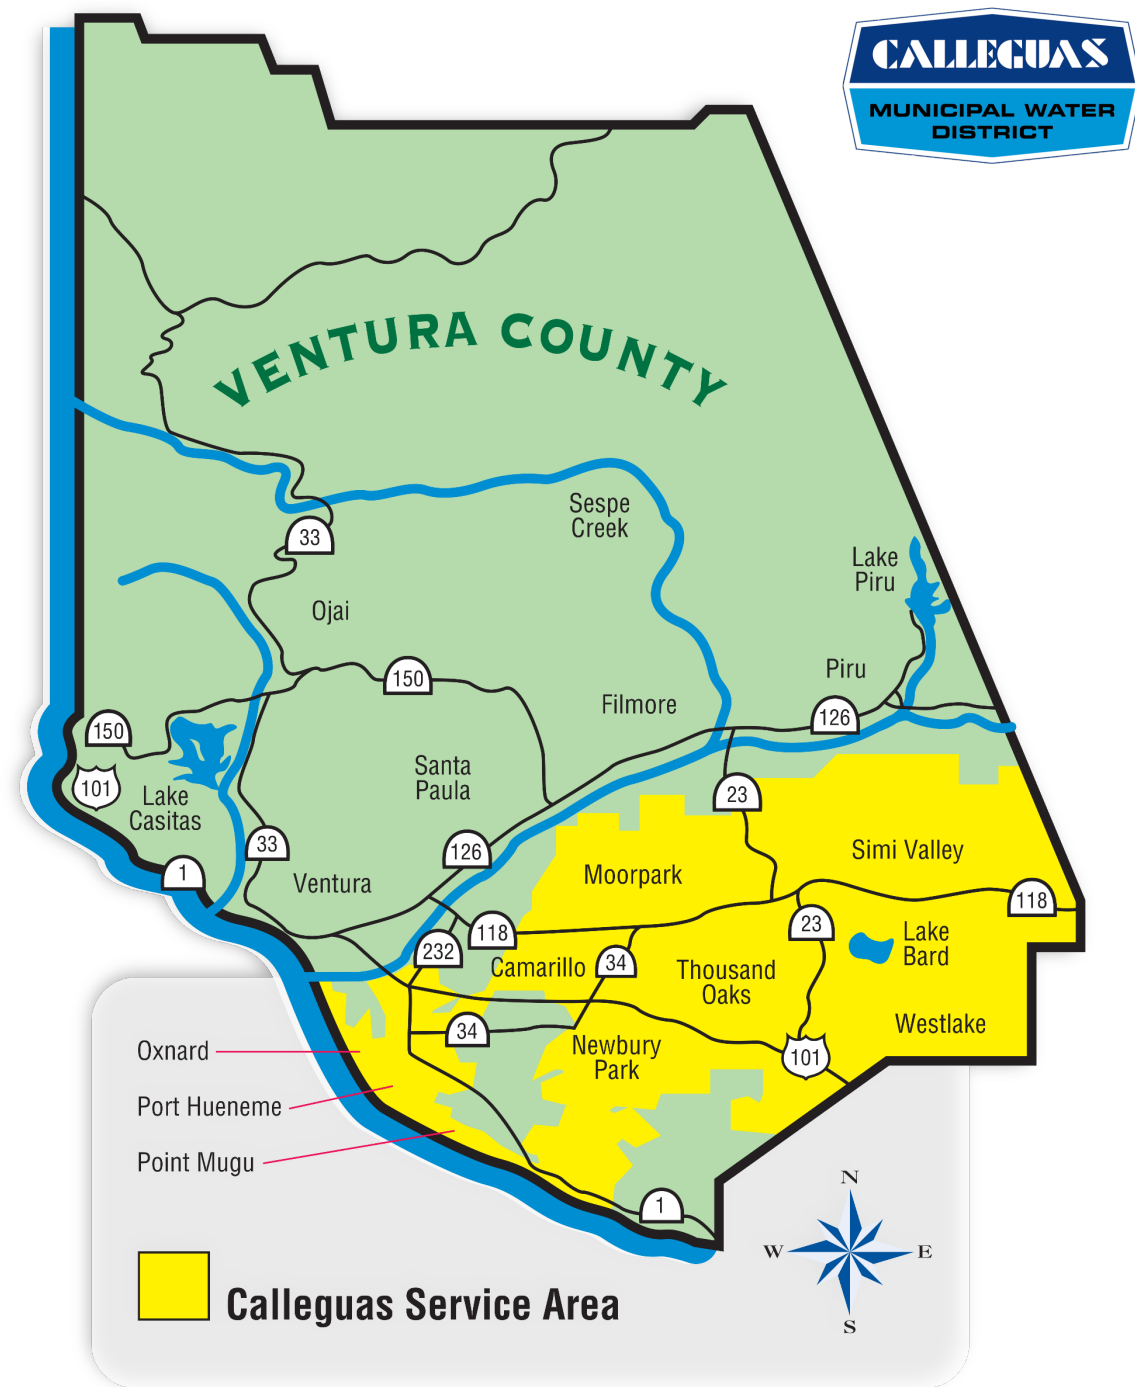 CALLEGUAS
MUNICIPAL WATER
DISTRICT
VENTURA COUNTY
Sespe
Creek
33
Lake
Piru
Ojai
150
Piru
Filmore
126
150
101
Santa
Paula
23
Lake
Casitas
33
126
1
Ventura
Moorpark
Simi Valley
118
118
23
232
Camarillo
34
Thousand
Oaks
Lake
Bard
34
Newbury
Park
101
Westlake
Oxnard
Port Hueneme
Point Mugu
1
N
W
E
S
Calleguas Service Area